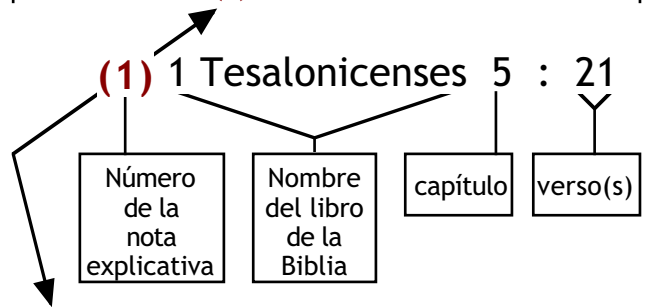 (1) 1 Tesalonicenses 5 : 21
Número
de la
nota
explicativa
Nombre
del libro
de la
Biblia
capítulo
verso(s)